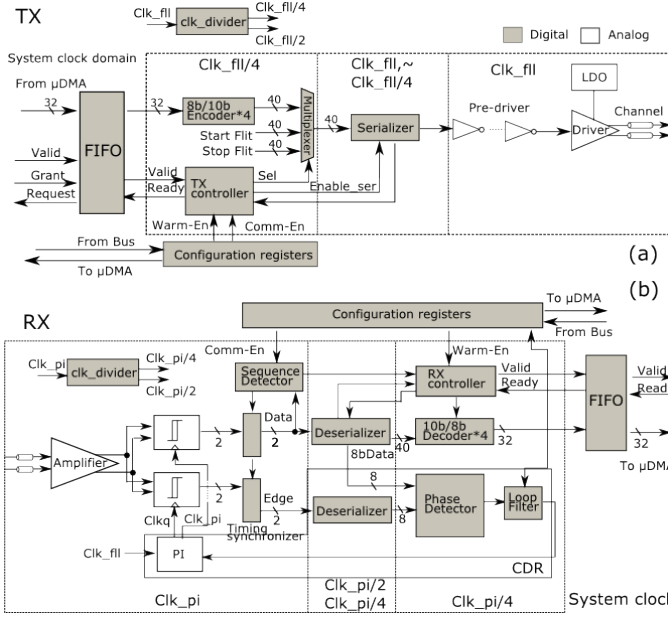 TX
Clk_fll
clk_divider
Clk_fll/4
Clk_fll/2
Digital
Analog
System clock domain
Clk_fll/4
Clk_fll,~
Clk_fll/4
Clk_fll
From μDMA
32
FIFO
32
8b/10b
Encoder*4
40
Start Flit
40
Stop Flit
40
Multiplexer
40
Serializer
Pre-driver
LDO
Driver
Channel
Valid
Grant
Request
Valid
Ready
TX
controller
Sel
Enable_ser
Warm-En
Comm-En
From Bus
To μDMA
Configuration registers
(a)
(b)
RX
Configuration registers
To μDMA
From Bus
Comm-En
Warm-En
Clk_pi
clk_divider
Clk_pi/4
Clk_pi/2
Sequence
Detector
RX
controller
Valid
Ready
FIFO
Valid
Read
Amplifier
2
Data
2
Deserializer
40
10b/8b
Decoder*4
32
32
To μDMA
8bData
2
Edge
2
8
Deserializer
8
Phase
Detector
Loop
Filter
Clkq
Clk_pi
Timing
synchronizer
Clk_fll
PI
CDR
Clk_pi
Clk_pi/2
Clk_pi/4
Clk_pi/4
System clock